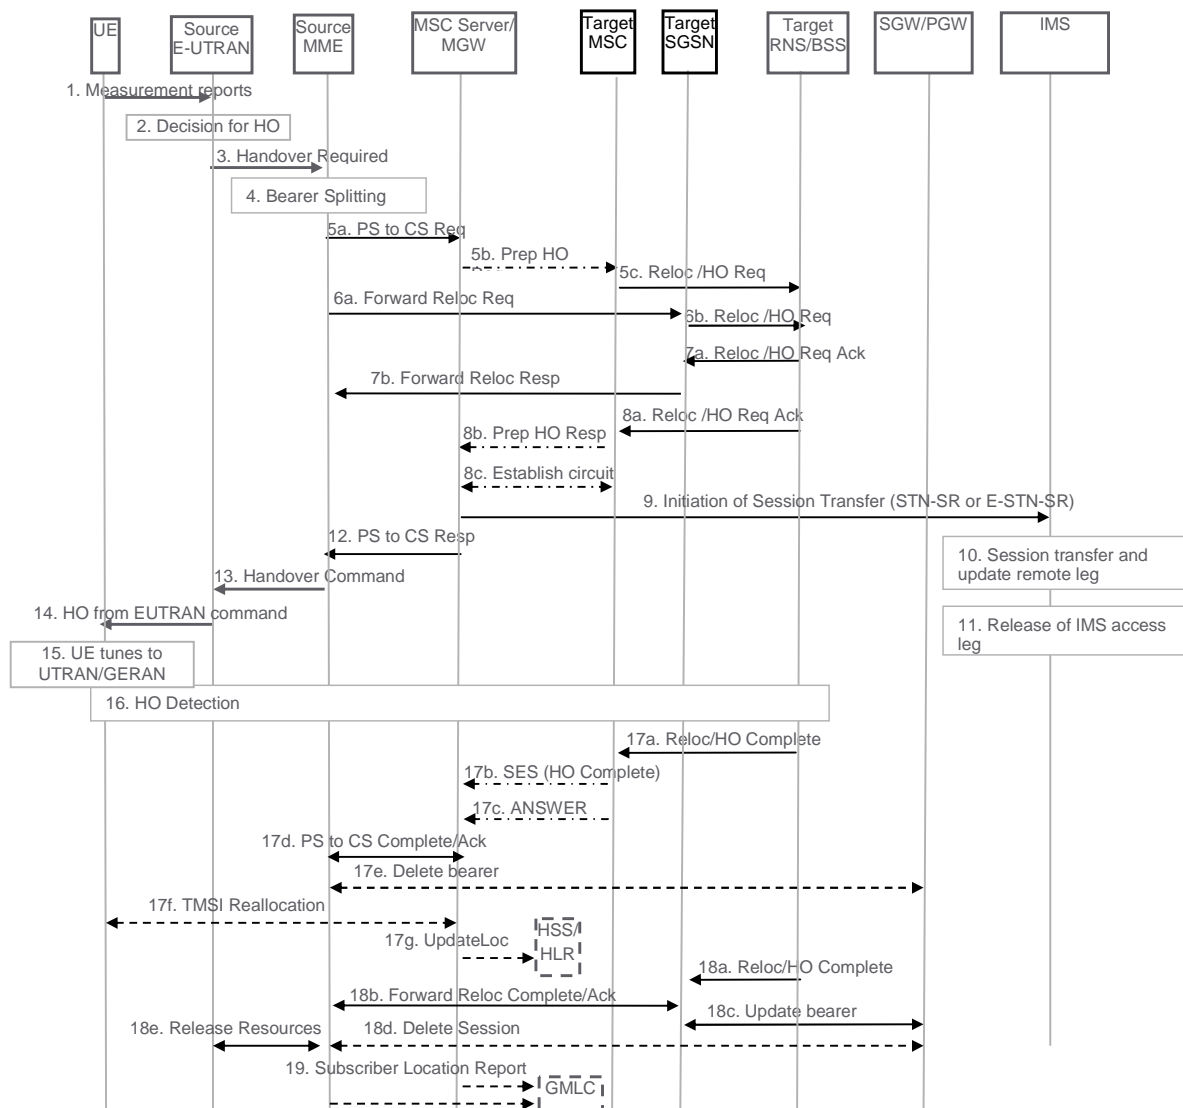 UE
Source
E-UTRAN
Source
MME
MSC Server/
MGW
Target
MSC
Target
SGSN
Target
RNS/BSS
SGW/PGW
IMS
1. Measurement reports
2. Decision for HO
3. Handover Required
4. Bearer Splitting
5a. PS to CS Req
5b. Prep HO
5c. Reloc /HO Req
6a. Forward Reloc Req
6b. Reloc /HO Req
7a. Reloc /HO Req Ack
7b. Forward Reloc Resp
8a. Reloc /HO Req Ack
8b. Prep HO Resp
8c. Establish circuit
9. Initiation of Session Transfer (STN-SR or E-STN-SR)
12. PS to CS Resp
10. Session transfer and
update remote leg
13. Handover Command
14. HO from EUTRAN command
11. Release of IMS access
leg
15. UE tunes to
UTRAN/GERAN
16. HO Detection
17a. Reloc/HO Complete
17b. SES (HO Complete)
17c. ANSWER
17d. PS to CS Complete/Ack
17e. Delete bearer
17f. TMSI Reallocation
17g. UpdateLoc
HSS/
HLR
18a. Reloc/HO Complete
18b. Forward Reloc Complete/Ack
18c. Update bearer
18e. Release Resources
18d. Delete Session
19. Subscriber Location Report
GMLC